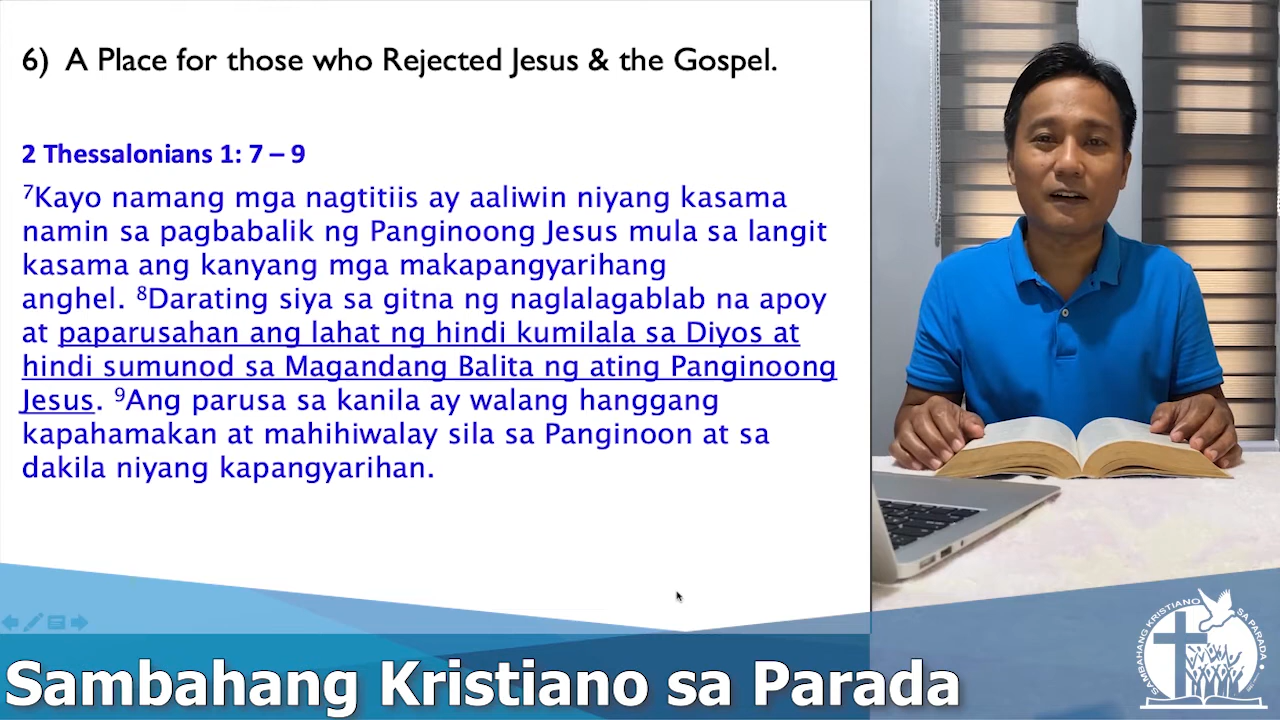 6) A Place for those who Rejected Jesus & the Gospel.
2 Thessalonians 1: 7 – 9
⁷Kayo namang mga nagtitiis ay aaliwin niyang kasama
namin sa pagbabalik ng Panginoong Jesus mula sa langit
kasama ang kanyang mga makapangyarihang
anghel. ⁸Darating siya sa gitna ng naglalagablab na apoy
at paparusahan ang lahat ng hindi kumilala sa Diyos at
hindi sumunod sa Magandang Balita ng ating Panginoong
Jesus. ⁹Ang parusa sa kanila ay walang hanggang
kapahamakan at mahihiwalay sila sa Panginoon at sa
dakila niyang kapangyarihan.
Sambahang Kristiano sa Parada
SAMBAHANG KRISTIANO SA PARADA